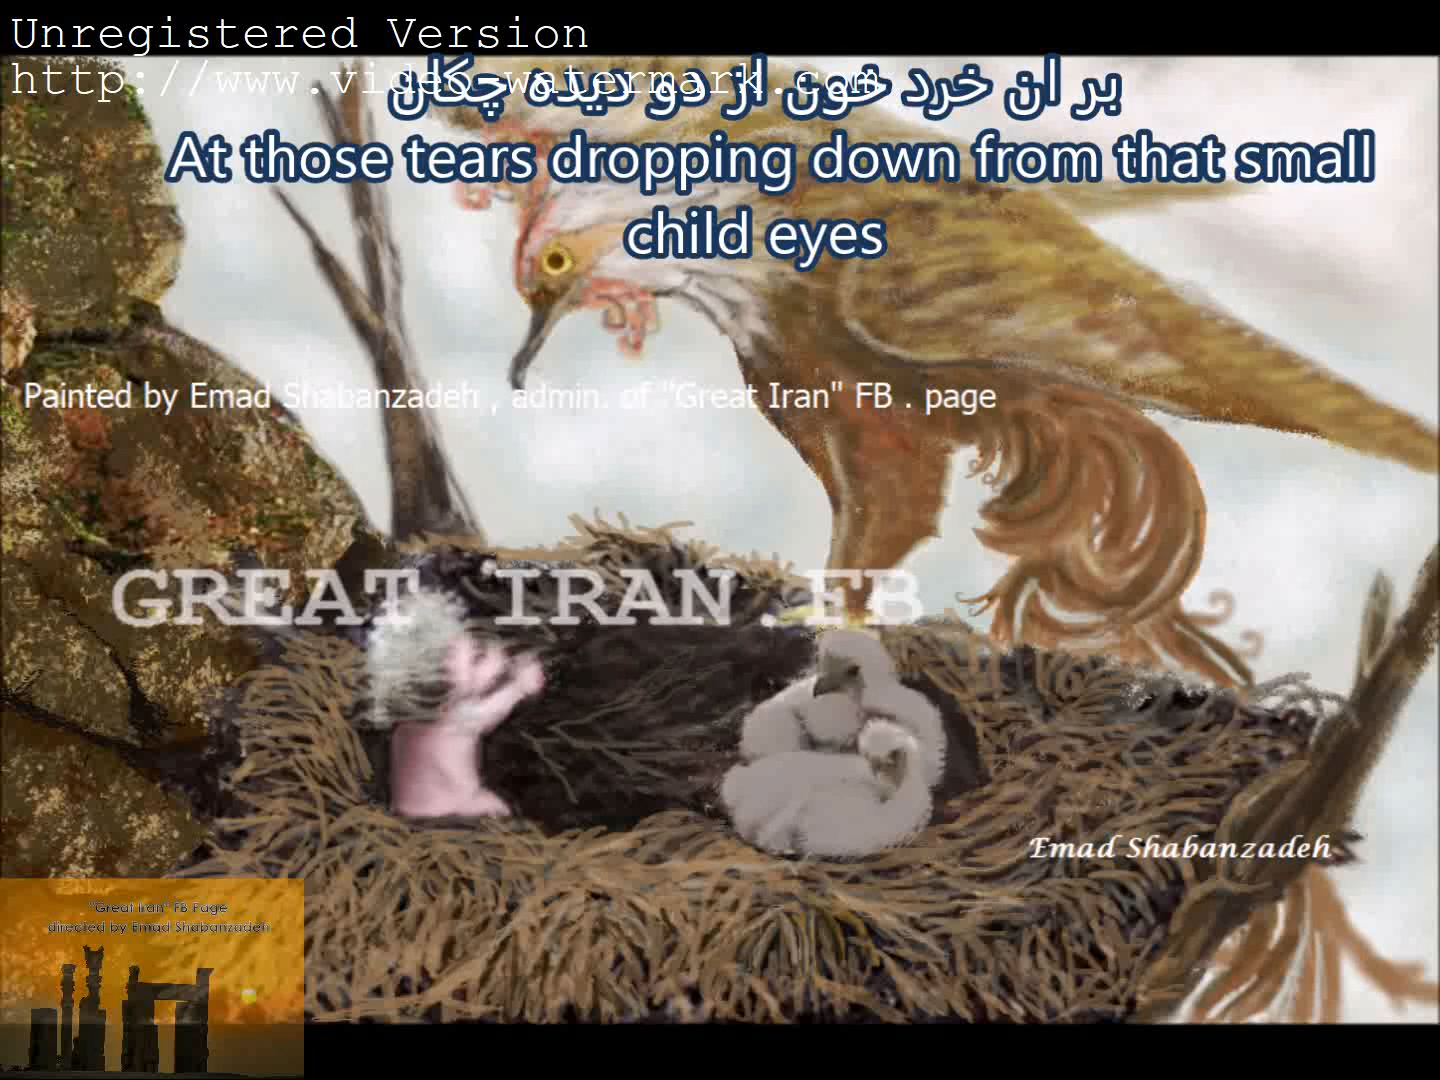 Unregistered Version
http://www.video-watermark.com
بر ان خرد خون از دو دیده چکان
At those tears dropping down from that small
child eyes
Painted by Emad Shabanzadeh , admin. of "Great Iran" FB . page
GREAT IRAN.FB
Emad Shabanzadeh
"Great Iran" FB Page
directed by Emad Shabanzadeh